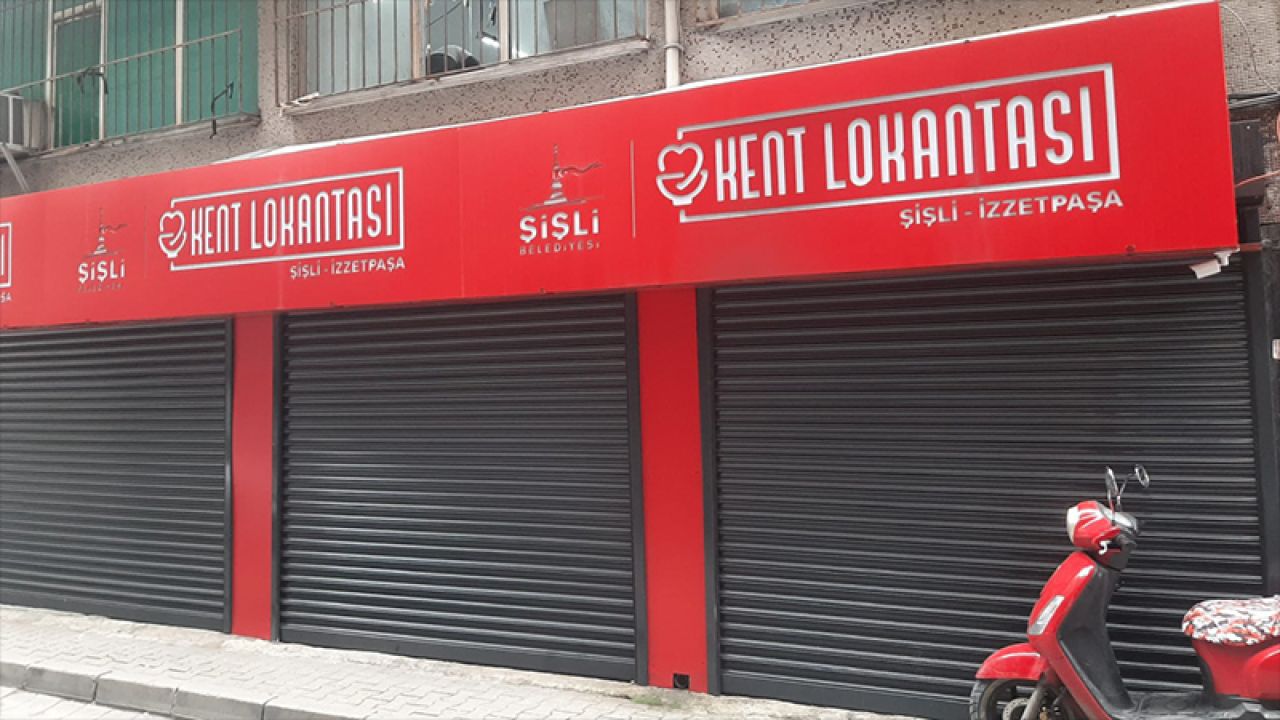 ŞİŞLİ
KENT LOKANTASI
ŞİŞLİ - İZZETPAŞA
ŞİŞLİ
BELEDİYESİ
KENT LOKANTASI
ŞİŞLİ - İZZETPAŞA